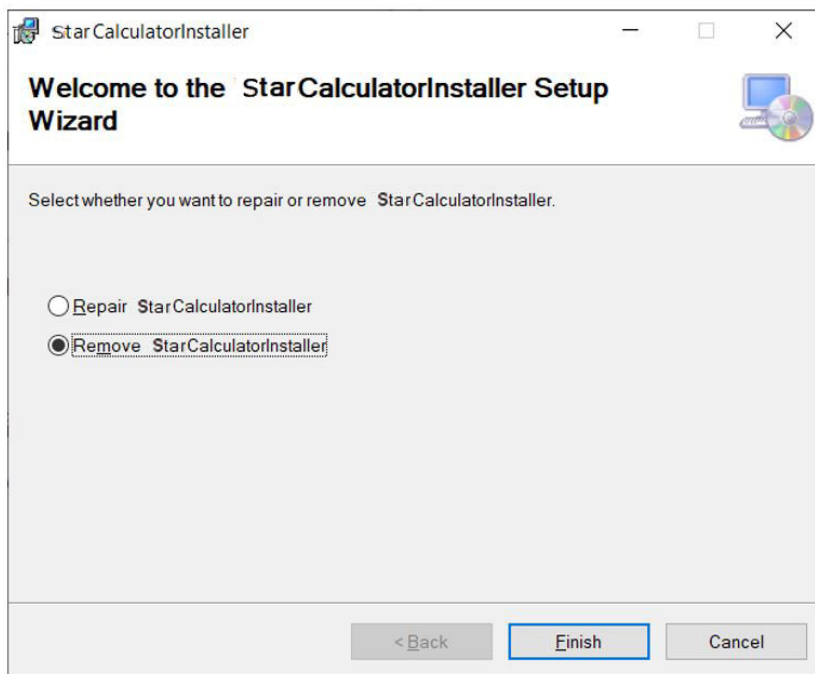 StarCalculatorInstaller
Welcome to the StarCalculatorInstaller Setup
Wizard
Select whether you want to repair or remove StarCalculatorInstaller.
Repair StarCalculatorInstaller
Remove StarCalculatorInstaller
< Back Finish Cancel